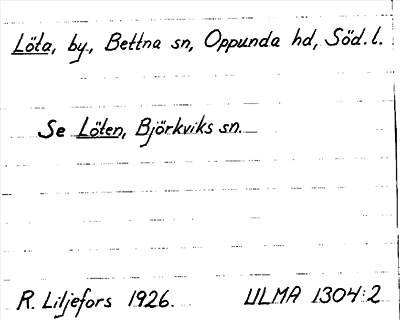 Löta, by, Bettna sn, Oppunda hd, Söd. l.
Se Löten, Björkviks sn.
R. Liljefors 1926. ULMA 1304:2